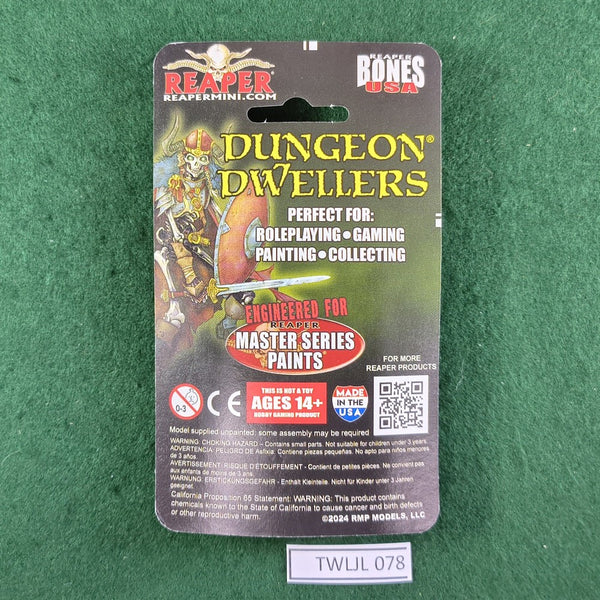 REAPER
REAPERMINI.COM
REAPER
BONES
USA
DUNGEON®
DWELLERS
PERFECT FOR:
ROLEPLAYING•GAMING
PAINTING•COLLECTING
ENGINEERED FOR
REAPER
MASTER SERIES
PAINTS
FOR MORE
REAPER PRODUCTS
0-3
CE
THIS IS NOT A TOY
AGES 14+
HOBBY GAMING PRODUCT
MADE
IN THE
USA
Model supplied unpainted: some assembly may be required
WARNING: CHOKING HAZARD – Contains small parts. Not suitable for children under 3 years.
ADVERTENCIA: PELIGRO DE Asfixia. Contiene piezas pequeñas. No apto para niños menores
de 3 años.
AVERTISSEMENT: RISQUE D'ETOUFFEMENT - Contient de petites pièces. Ne convient pas
aux enfants de moins de 3 ans.
WARNUNG: ERSTICKUNGSGEFAHR - Enthält Kleinteile. Nicht für Kinder unter 3 Jahren
geeignet.
California Proposition 65 Statement: WARNING: This product contains
chemicals known to the State of California to cause cancer and birth defects
or other reproductive harm.
©2024 RMP MODELS, LLC
TWLJL 078